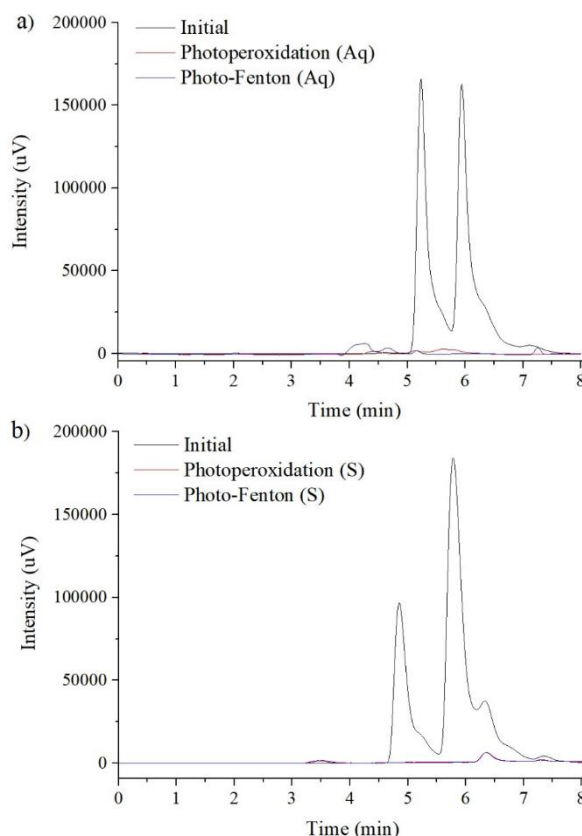 a)
200000
Initial
Photoperoxidation (Aq)
Photo-Fenton (Aq)
150000
100000
50000
0
Intensity (uV)
0 1 2 3 4 5 6 7 8
Time (min)
b)
200000
Initial
Photoperoxidation (S)
Photo-Fenton (S)
150000
100000
50000
0
Intensity (uV)
0 1 2 3 4 5 6 7 8
Time (min)